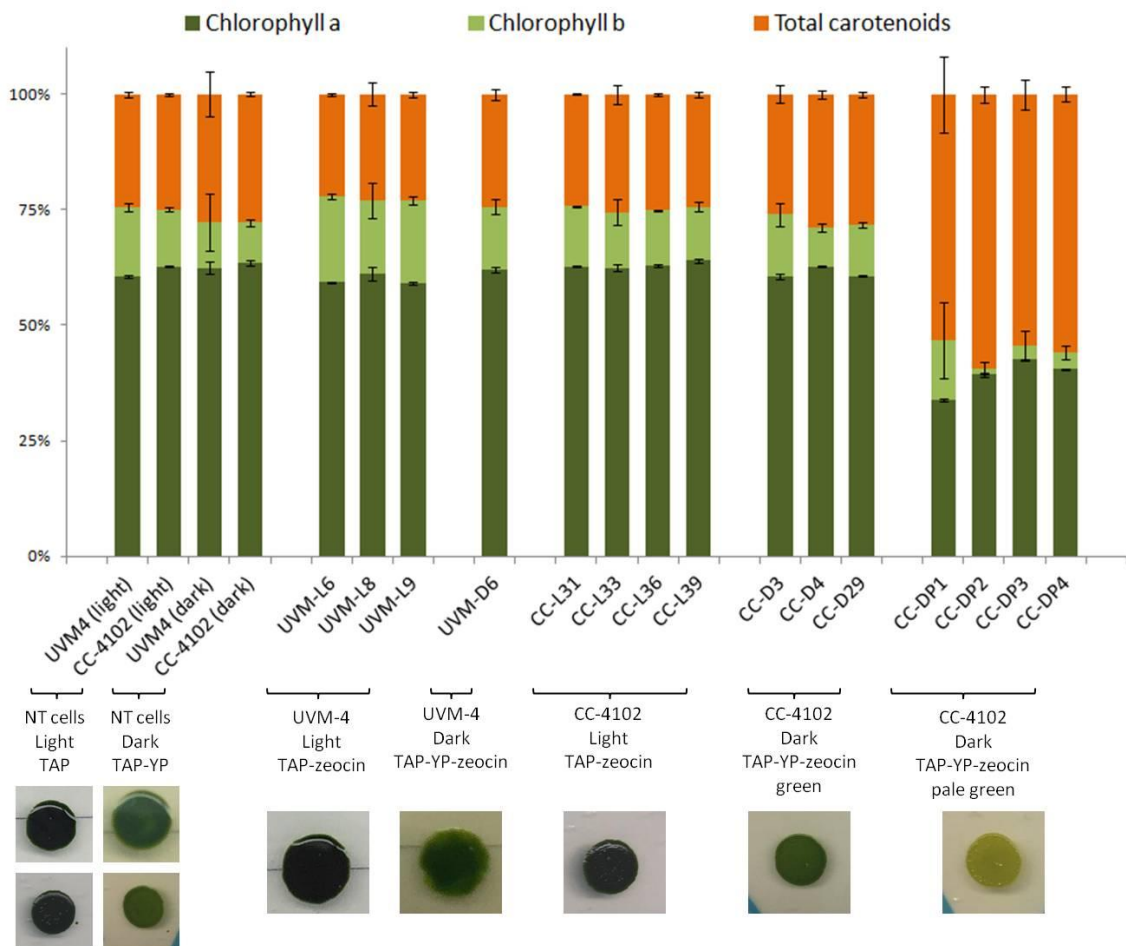 Chlorophyll a Chlorophyll b Total carotenoids
100%
75%
50%
25%
0%
UVM4 (light)
CC-4102 (light)
UVM4 (dark)
CC-4102 (dark)
UVM-L6
UVM-L8
UVM-L9
UVM-D6
CC-L31
CC-L33
CC-L36
CC-L39
CC-D3
CC-D4
CC-D29
CC-DP1
CC-DP2
CC-DP3
CC-DP4
NT cells
Light
TAP
NT cells
Dark
TAP-YP
UVM-4
Light
TAP-zeocin
UVM-4
Dark
TAP-YP-zeocin
CC-4102
Light
TAP-zeocin
CC-4102
Dark
TAP-YP-zeocin
green
CC-4102
Dark
TAP-YP-zeocin
pale green